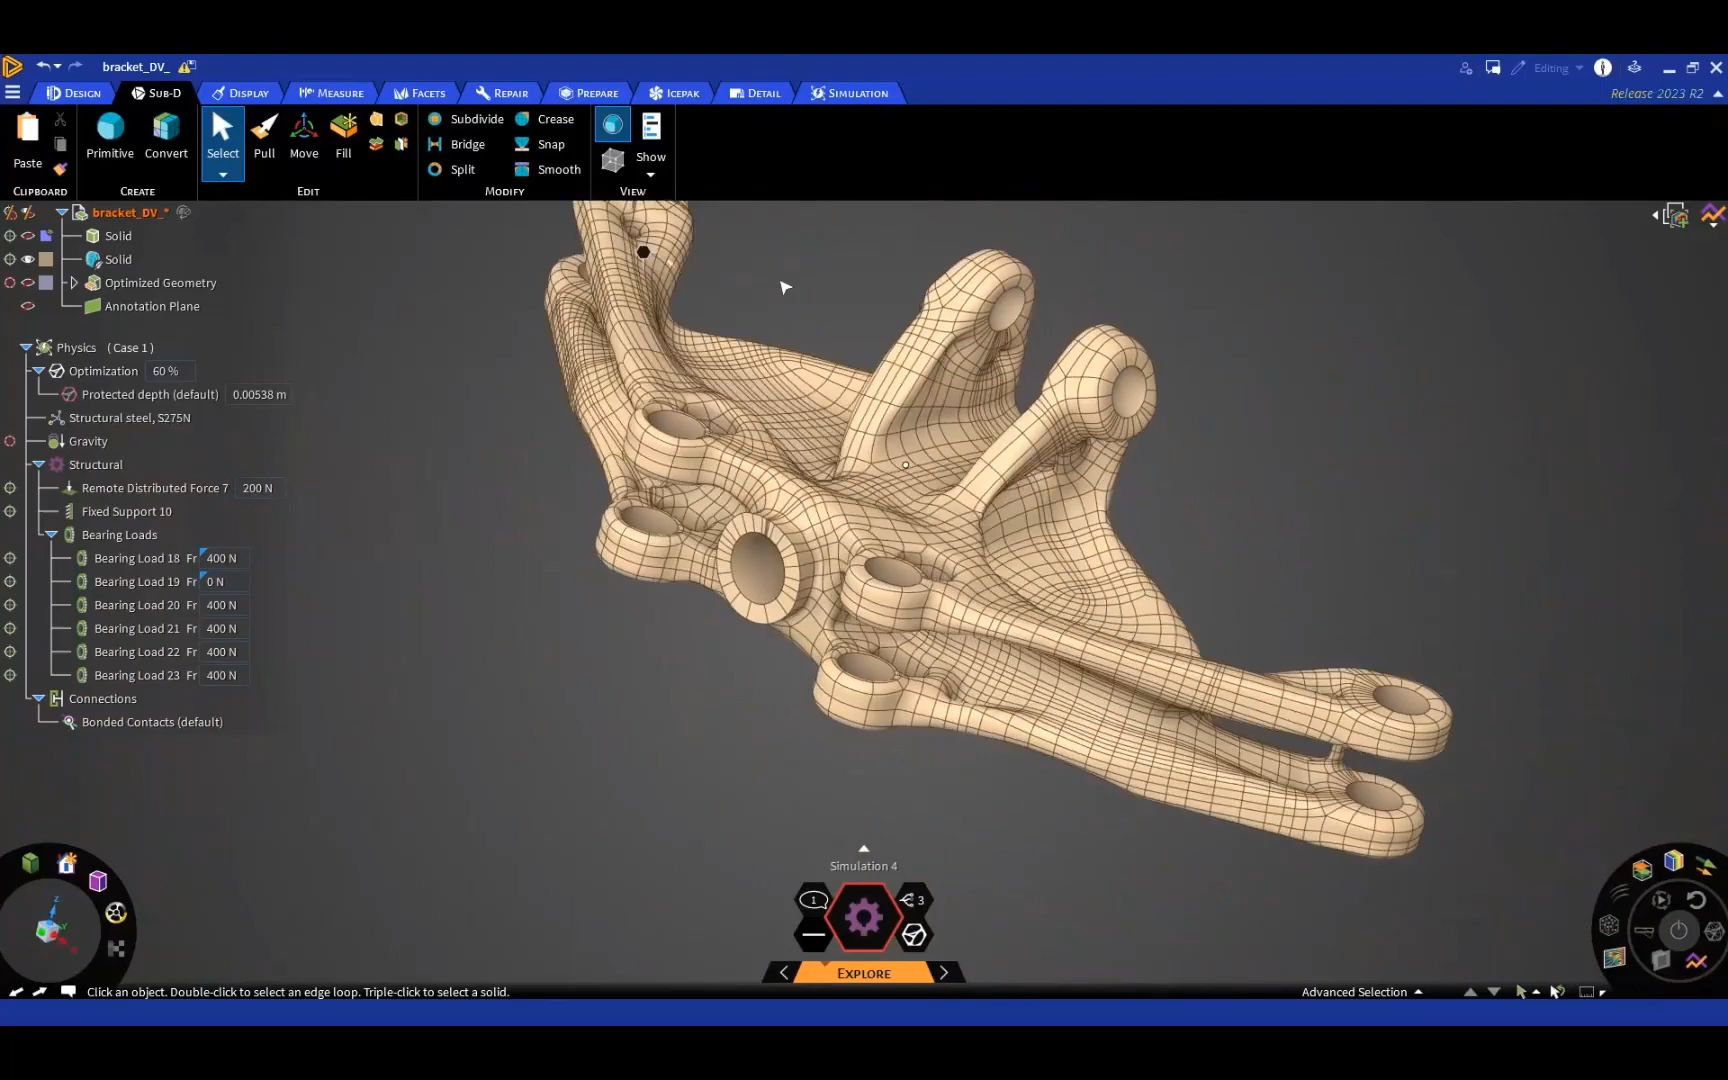 bracket_DV_
Editing
DESIGN SUB-D DISPLAY MEASURE FACETS REPAIR PREPARE ICEPAK DETAIL SIMULATION
Release 2023 R2
Subdivide Crease
Bridge Snap
Split Smooth
Paste Primitive Convert Select Pull Move Fill Show
CLIPBOARD CREATE EDIT MODIFY VIEW
bracket_DV_*
Solid
Solid
Optimized Geometry
Annotation Plane
Physics (Case 1)
Optimization 60 %
Protected depth (default) 0.00538 m
Structural steel, S275N
Gravity
Structural
Remote Distributed Force 7 200 N
Fixed Support 10
Bearing Loads
Bearing Load 18 Fr 400 N
Bearing Load 19 Fr 0 N
Bearing Load 20 Fr 400 N
Bearing Load 21 Fr 400 N
Bearing Load 22 Fr 400 N
Bearing Load 23 Fr 400 N
Connections
Bonded Contacts (default)
Simulation 4
1
3
Z
Y
EXPLORE
Click an object. Double-click to select an edge loop. Triple-click to select a solid.
Advanced Selection